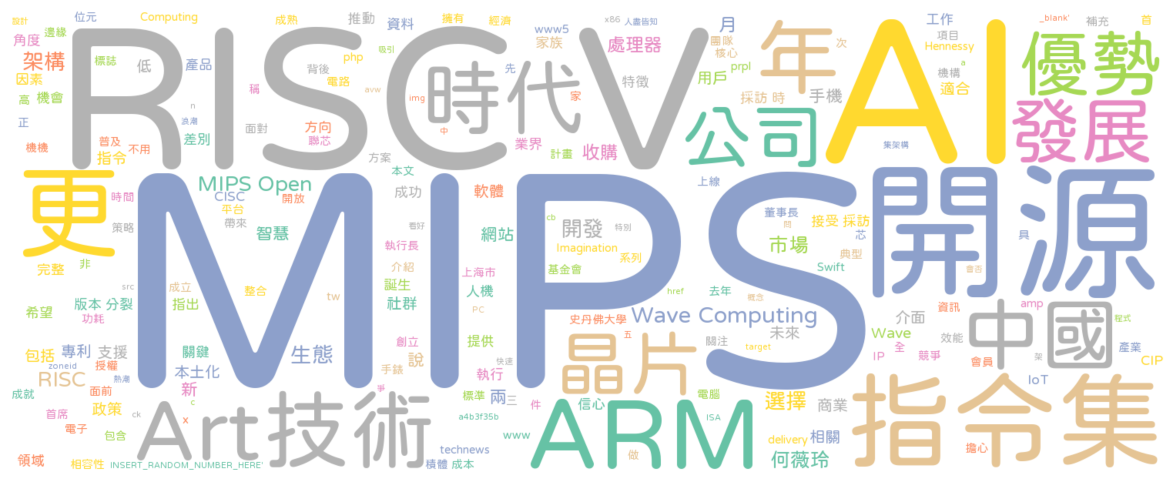 設計 位元 Computing 成熟 推動 資料 擁有 經濟 www5 x86 人盡皆知 月 工作 _blank' 補充 首
角度 邊緣 RISC V 家族 處理器 團隊 年 AI 項目 優勢
架構 標誌 低 產品 背後 php 吸引 時代 先 特徵 用戶 核心 prpl 次 Hennessy
因素 電路 採訪 時 手機 機構 a 適合
高 機會 稱 avw img 家 發展
正 n 浪潮 面對 方向 中 業界 公司
機機 普及 不用 差別 聯芯 計畫 收購 集架構
指令 方案 本文
更 MIPS Open 成功 軟體 上線 開源
時間 CISC 開放 看好 MIPS
平台 帶來 cb 開發 特別 董事長 問 接受 採訪 芯 具
策略 智慧 執行長 網站 Imagination 系列 市場 典型
完整 非 介紹 上海市 基金會 Swift 會否
src 成立 整合 誕生 人機 href 去年
希望 版本 分裂 指出 tw 社群 PC 概念 資訊 amp
功耗 史丹佛大學 Wave Computing 介面 中國 程式
關鍵 創立 提供 五 未來 Wave 效能
包括 專利 支援 生態 說 晶片 關注 全 產業
zoneid 授權 本土化 手錶 快速 target IP 競爭 會員 架 CIP
RISC 熱潮 新 執行 IoT
成就 面前 爭 標準 兩 三 電腦 選擇
首席 政策 c Art技術 a4b3f35b 件 信心 ARM ISA 商業 指令集
電子 包含 ck x www delivery 相關
領域 technews 做 擔心
相容性 INSERT_RANDOM_NUMBER_HERE' 積體 成本 何薇玲